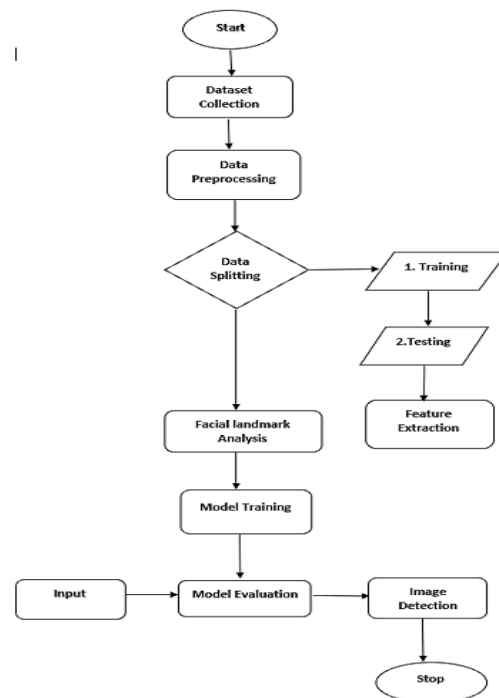 Start
Dataset
Collection
Data
Preprocessing
Data
Splitting
1. Training
2.Testing
Feature
Extraction
Facial landmark
Analysis
Model Training
Input
Model Evaluation
Image
Detection
Stop